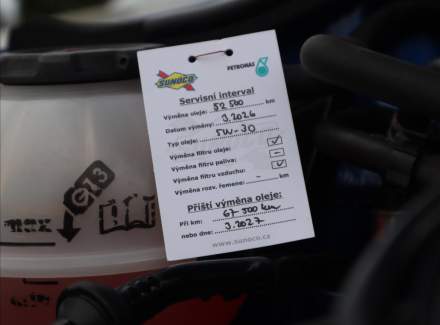 SUNOCO
PETRONAS
Servisní interval
Výměna oleje: 52 500 km
Datum výměny: 3.2026
Typ oleje: 5W-30
Výměna filtru oleje: ✓
Výměna filtru paliva: –
Výměna filtru vzduchu: ✓
Výměna rozv. řemene: - km
Příští výměna oleje:
Při km: 67 500 km
nebo dne: 3.2027
www.sunoco.cz
max
G13